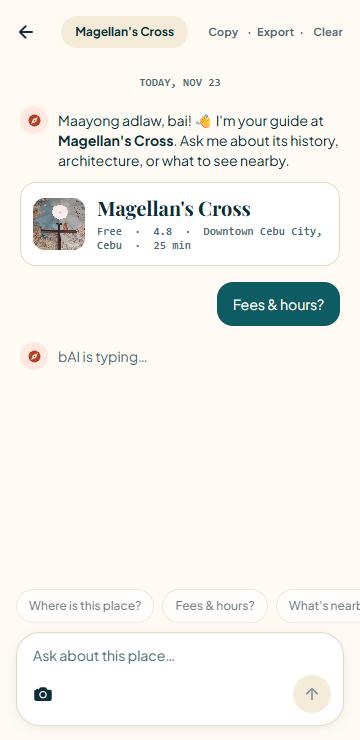 Magellan's Cross
Copy · Export · Clear
TODAY, NOV 23
Maayong adlaw, bai! 👋 I'm your guide at
Magellan's Cross. Ask me about its history,
architecture, or what to see nearby.
Magellan's Cross
Free · 4.8 · Downtown Cebu City,
Cebu · 25 min
Fees & hours?
bAI is typing…
Where is this place?
Fees & hours?
What's nearb
Ask about this place…